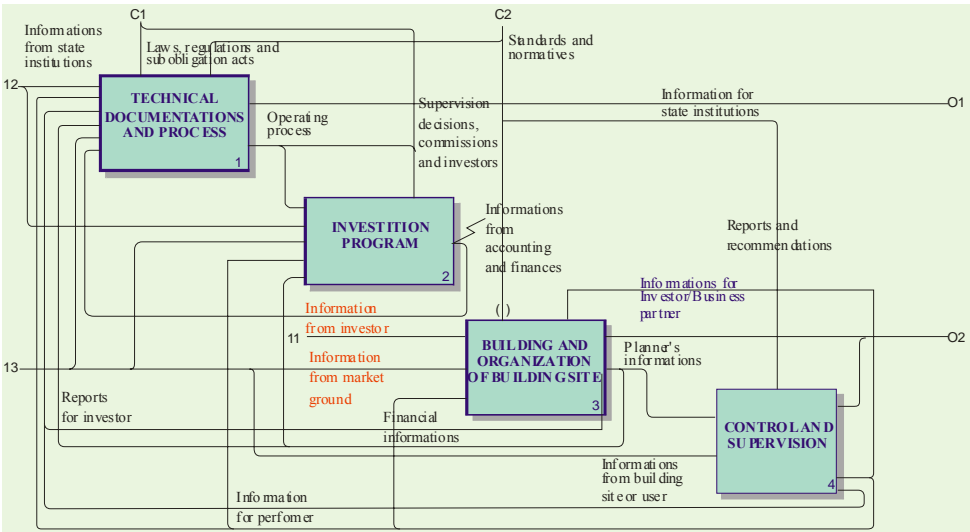 C1
C2
Informations
from state
institutions
Laws, regulations and
subobligation acts
Standards and
normatives
12
TECHNICAL
DOCUMENTATIONS
AND PROCESS
1
Operating
process
Supervision
decisions,
commissions
and investors
Information for
state institutions
O1
INVESTITION
PROGRAM
2
Informations
from
accounting
and finances
Reports and
recommendations
Information
from investor
11
( )
Informations for
Investor/Business
partner
BUILDING AND
ORGANIZATION
OF BUILDING SITE
3
Planner's
informations
O2
13
Information
from market
ground
Reports
for investor
Financial
informations
CONTROL AND
SUPERVISION
4
Informations
from building
site or user
Information
for perfomer